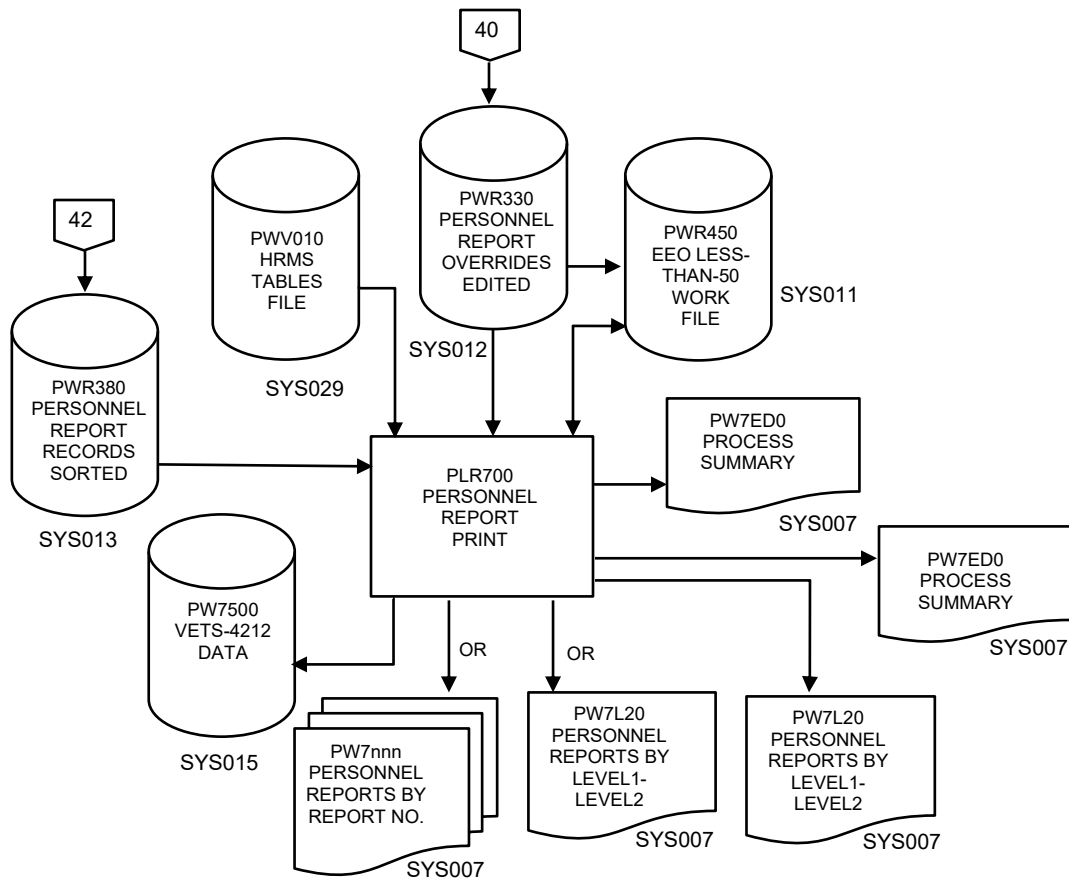 40
42
PWV010
HRMS
TABLES
FILE
SYS029
PWR330
PERSONNEL
REPORT
OVERRIDES
EDITED
SYS012
PWR450
EEO LESS-
THAN-50
WORK
FILE
SYS011
PWR380
PERSONNEL
REPORT
RECORDS
SORTED
SYS013
PLR700
PERSONNEL
REPORT
PRINT
PW7ED0
PROCESS
SUMMARY
SYS007
PW7ED0
PROCESS
SUMMARY
SYS007
PW7500
VETS-4212
DATA
SYS015
OR
OR
PW7nnn
PERSONNEL
REPORTS BY
REPORT NO.
SYS007
PW7L20
PERSONNEL
REPORTS BY
LEVEL1-
LEVEL2
SYS007
PW7L20
PERSONNEL
REPORTS BY
LEVEL1-
LEVEL2
SYS007